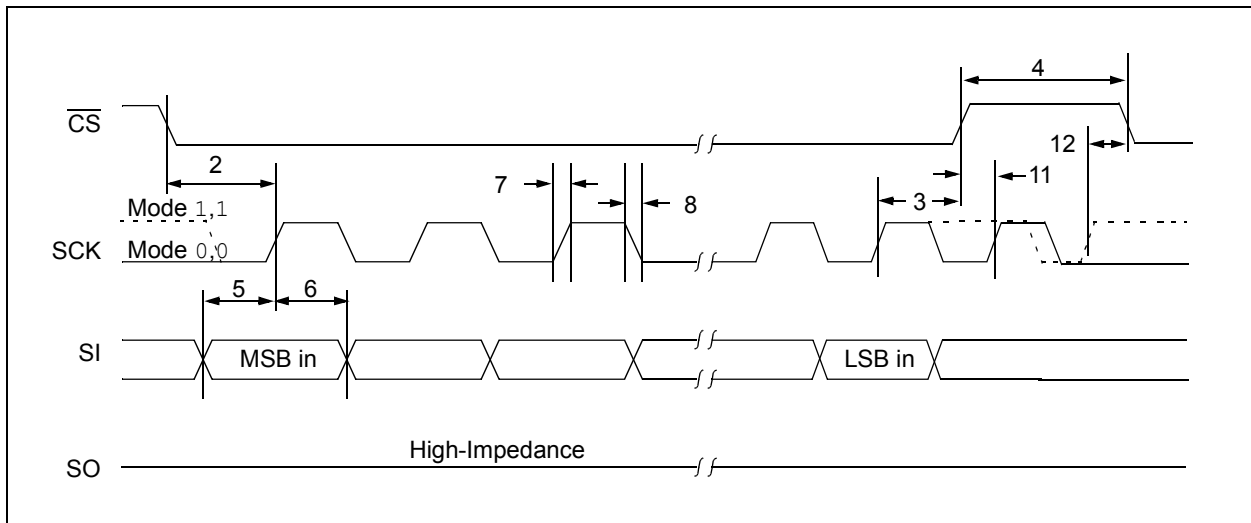 4
CS
12
2
7
11
3
8
Mode 1,1
SCK
Mode 0,0
5
6
SI
MSB in
LSB in
High-Impedance
SO